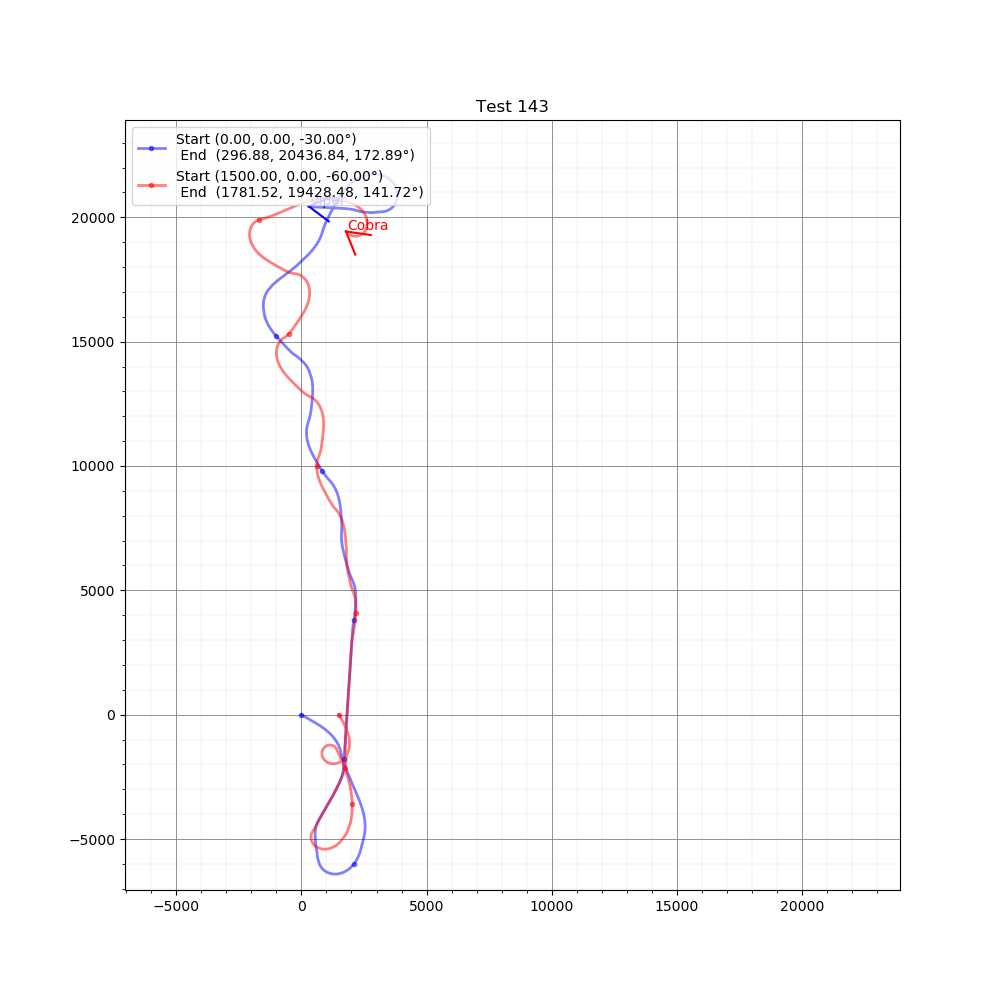 Test 143
Start (0.00, 0.00, -30.00°)
End (296.88, 20436.84, 172.89°)
Start (1500.00, 0.00, -60.00°)
End (1781.52, 19428.48, 141.72°)
Cobra
20000
15000
10000
5000
0
−5000
−5000
0
5000
10000
15000
20000